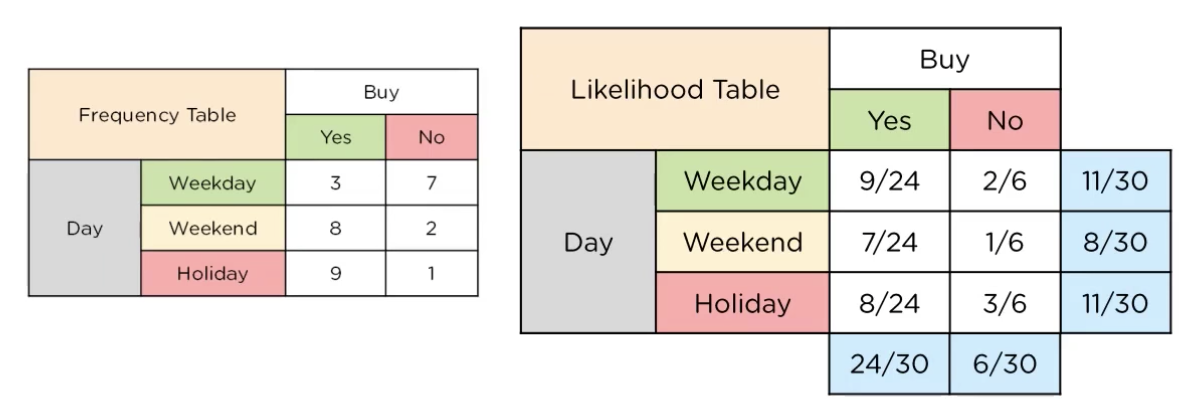 Frequency Table
Buy
Yes No
Day
Weekday 3 7
Weekend 8 2
Holiday 9 1
Likelihood Table
Buy
Yes No
Day
Weekday 9/24 2/6 11/30
Weekend 7/24 1/6 8/30
Holiday 8/24 3/6 11/30
24/30 6/30